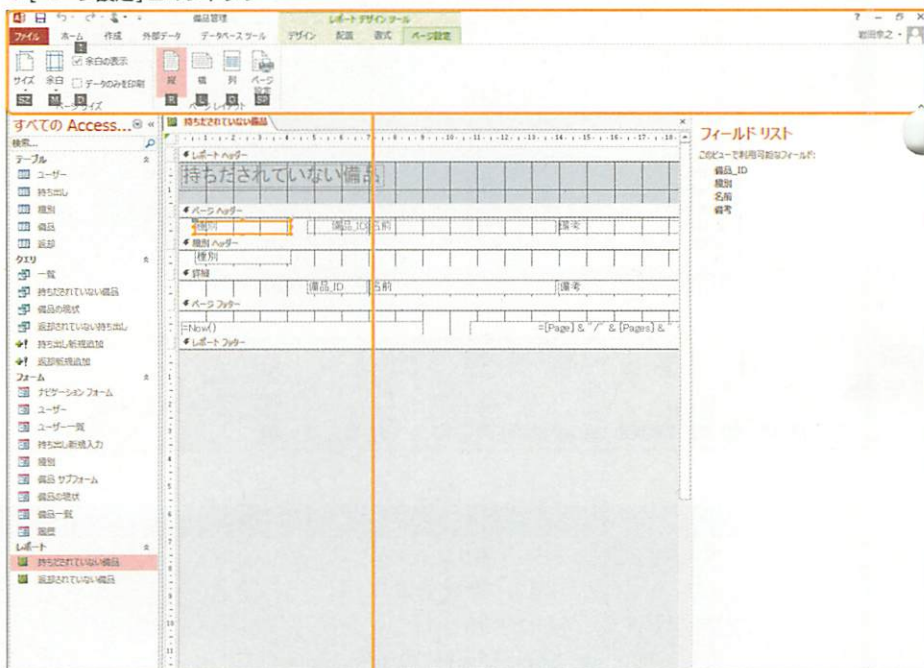 備品管理
レポート デザイン ツール
ファイル ホーム 作成 外部データ データベース ツール デザイン 配置 書式 ページ設定
岩田幸之
サイズ 余白 余白の表示 データのみを印刷 縦 横 列 ページ設定
SZ M D R L O SP
ページ サイズ ページ レイアウト
すべての Access...
検索...
テーブル
ユーザー
持ち出し
種別
備品
返却
クエリ
一覧
持ちだされていない備品
備品の現状
返却されていない持ち出し
持ち出し新規追加
返却新規追加
フォーム
ナビゲーション フォーム
ユーザー
ユーザー一覧
持ち出し新規入力
種別
備品 サブフォーム
備品の現状
備品一覧
履歴
レポート
持ちだされていない備品
返却されていない備品
持ちだされていない備品
レポート ヘッダー
持ちだされていない備品
ページ ヘッダー
種別 備品_ID 名前 備考
種別 ヘッダー
種別
詳細
備品_ID 名前 備考
ページ フッター
=Now() =[Page] & "/" & [Pages] & "
レポート フッター
フィールド リスト
このビューで利用可能なフィールド:
備品_ID
種別
名前
備考